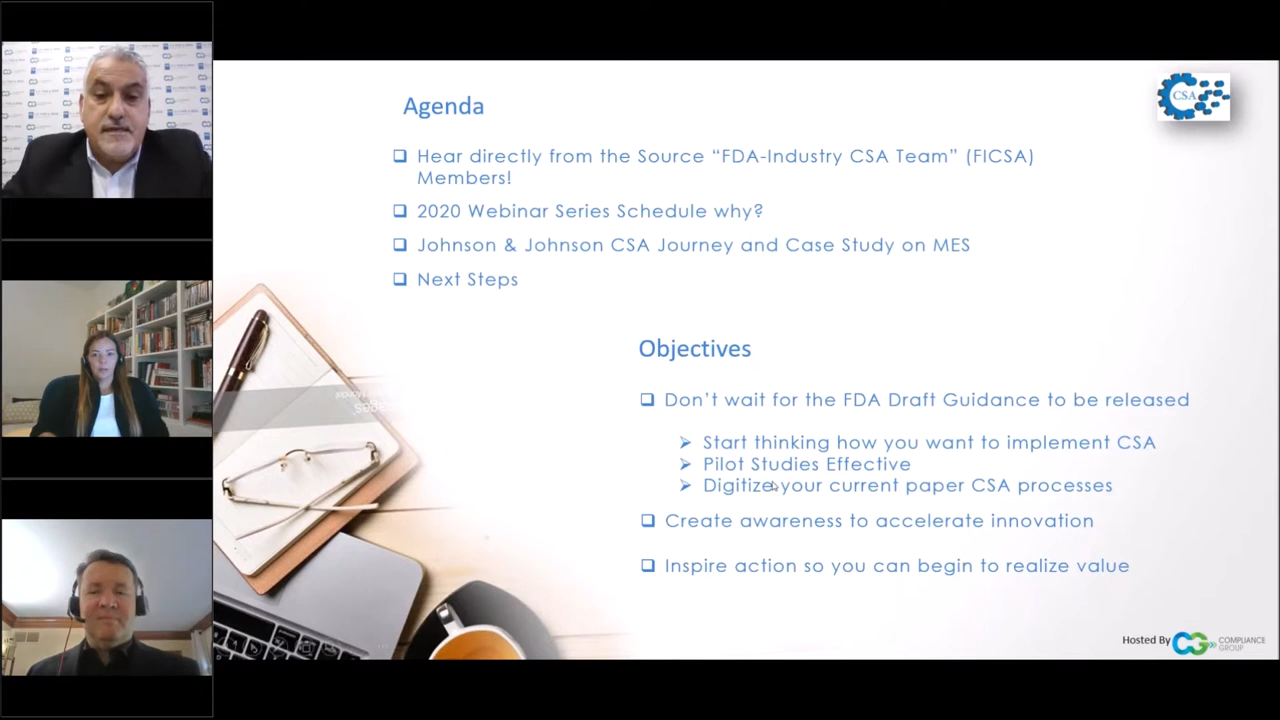 Agenda
Hear directly from the Source “FDA-Industry CSA Team” (FICSA)
Members!
2020 Webinar Series Schedule why?
Johnson & Johnson CSA Journey and Case Study on MES
Next Steps
Objectives
Don’t wait for the FDA Draft Guidance to be released
Start thinking how you want to implement CSA
Pilot Studies Effective
Digitize your current paper CSA processes
Create awareness to accelerate innovation
Inspire action so you can begin to realize value
CSA
Hosted By
COMPLIANCE
GROUP